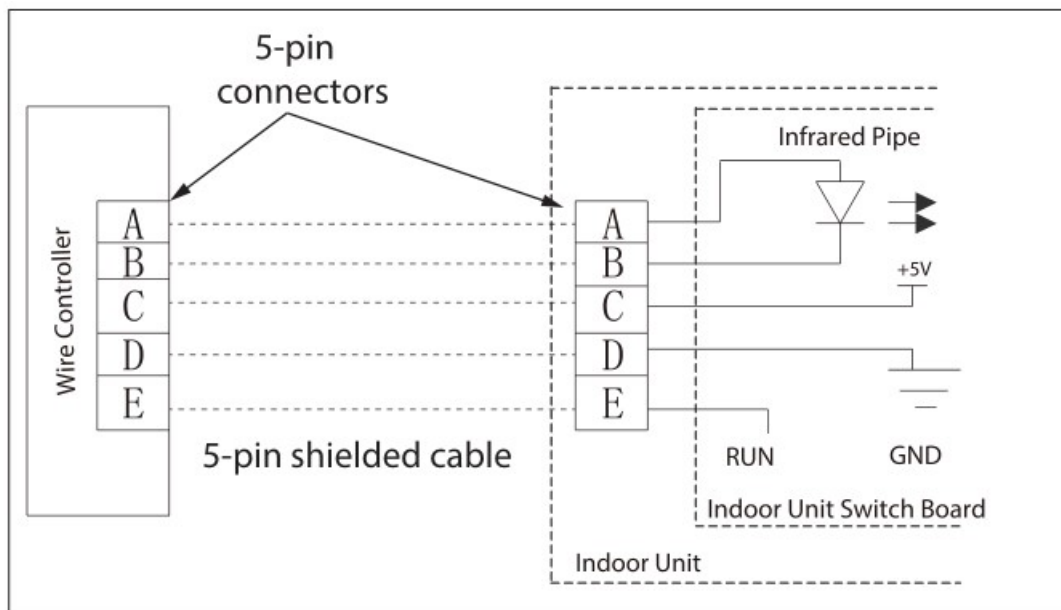 5-pin
connectors
Infrared Pipe
Wire Controller
A
B
C
D
E
A
B
C
D
E
+5V
5-pin shielded cable
RUN
GND
Indoor Unit Switch Board
Indoor Unit